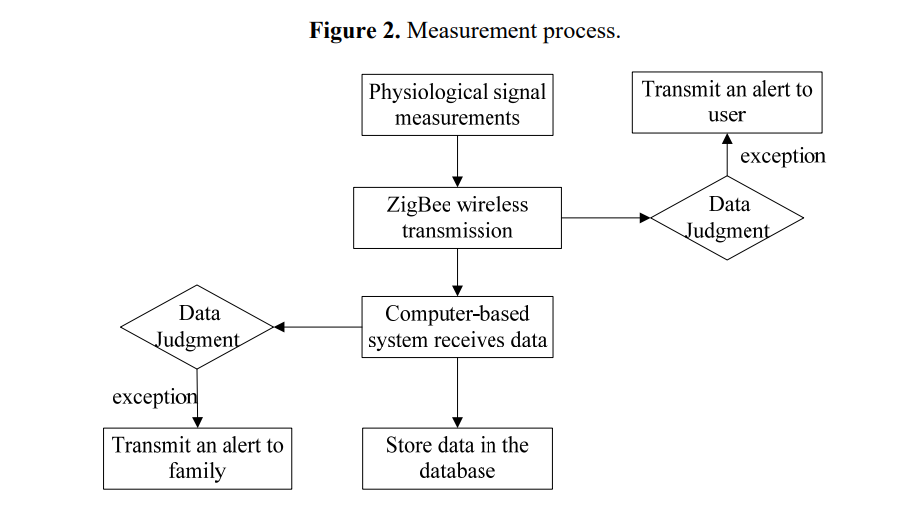 Figure 2. Measurement process.
Physiological signal
measurements
Transmit an alert to
user
exception
ZigBee wireless
transmission
Data
Judgment
Data
Judgment
Computer-based
system receives data
exception
Transmit an alert to
family
Store data in the
database